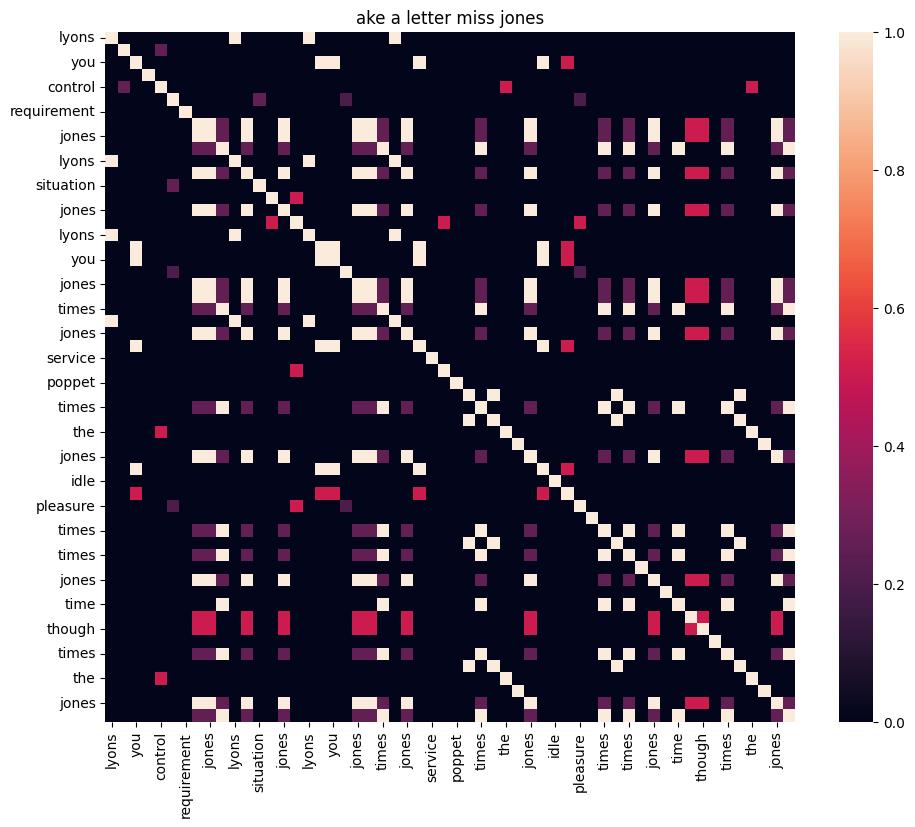 ake a letter miss jones
lyons
you
control
requirement
jones
lyons
situation
jones
lyons
you
jones
times
jones
service
poppet
times
the
jones
idle
pleasure
times
times
jones
time
though
times
the
jones
1.0
0.8
0.6
0.4
0.2
0.0
lyons you control requirement jones lyons situation jones lyons you jones times jones service poppet times the jones idle pleasure times times jones time though times the jones